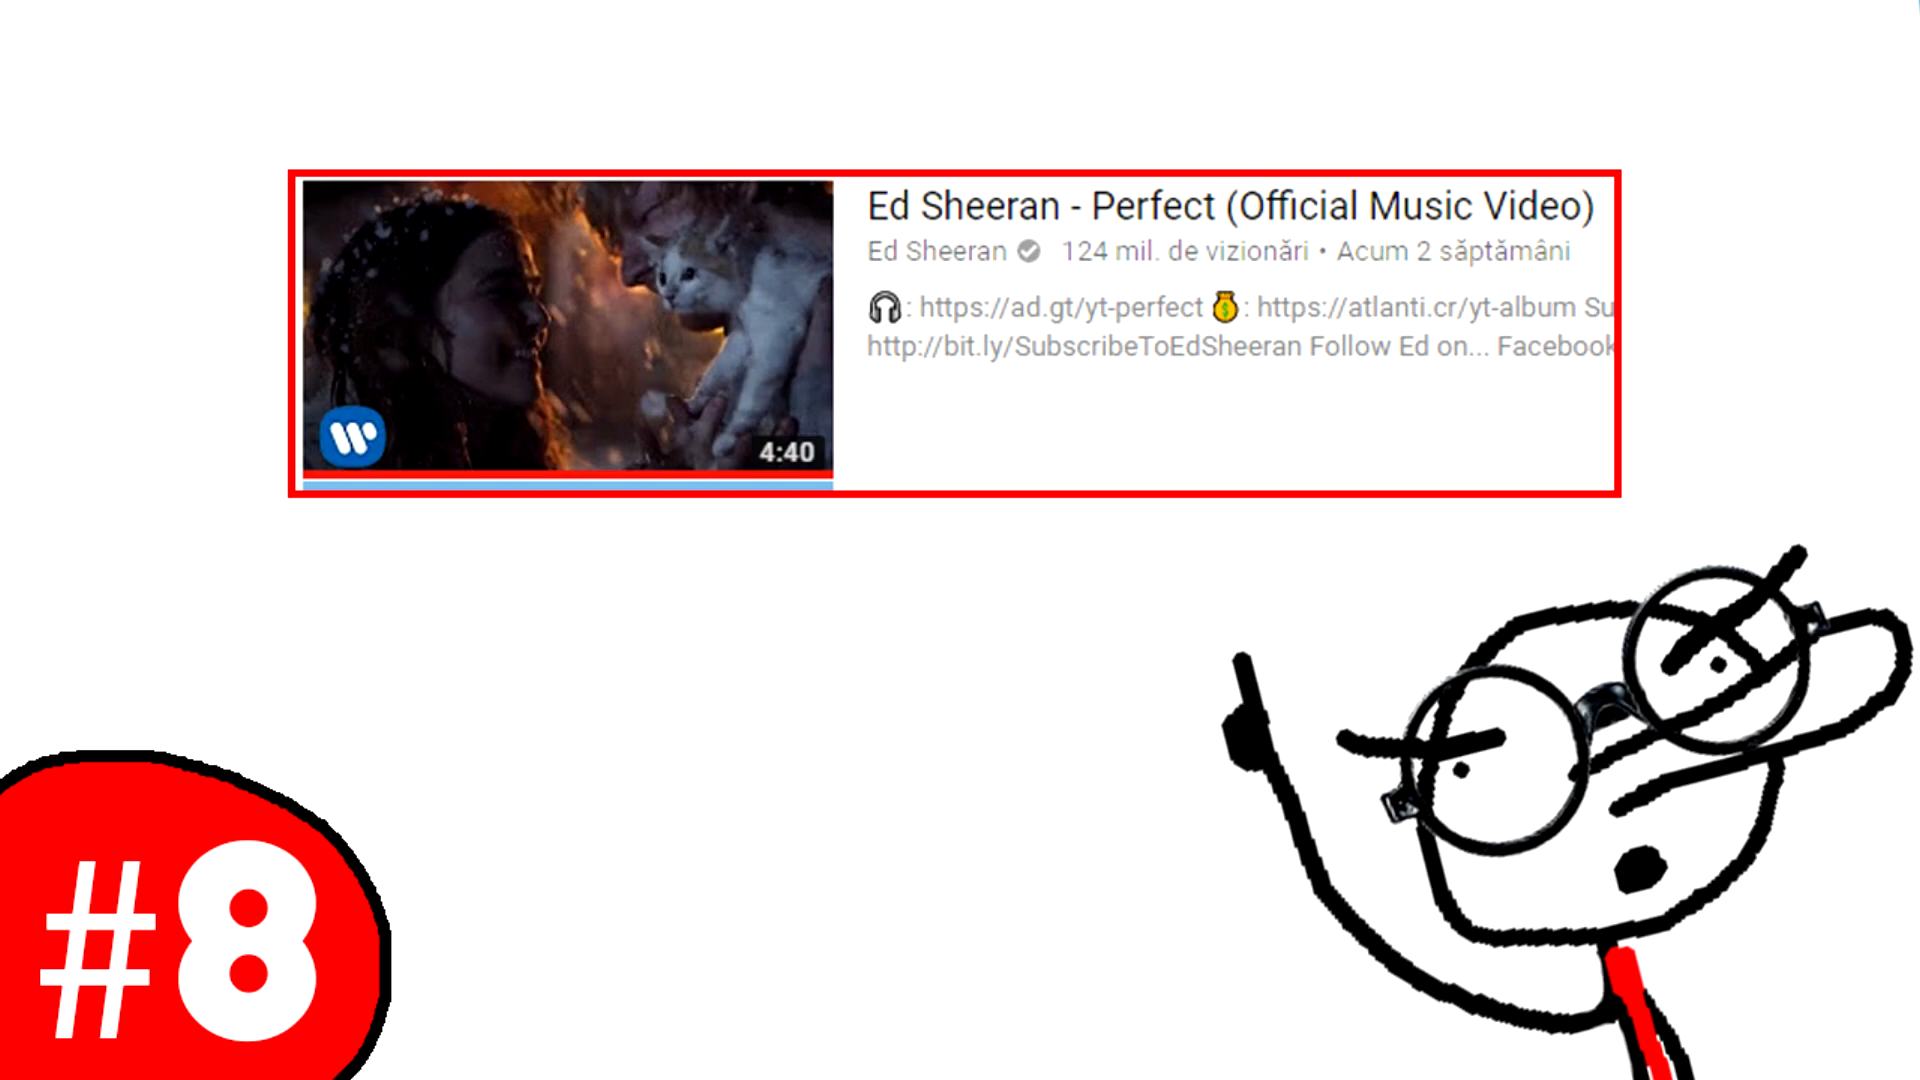 Ed Sheeran - Perfect (Official Music Video)
Ed Sheeran 124 mil. de vizionări • Acum 2 săptămâni
: https://ad.gt/yt-perfect : https://atlanti.cr/yt-album Su
http://bit.ly/SubscribeToEdSheeran Follow Ed on... Facebook
4:40
#8